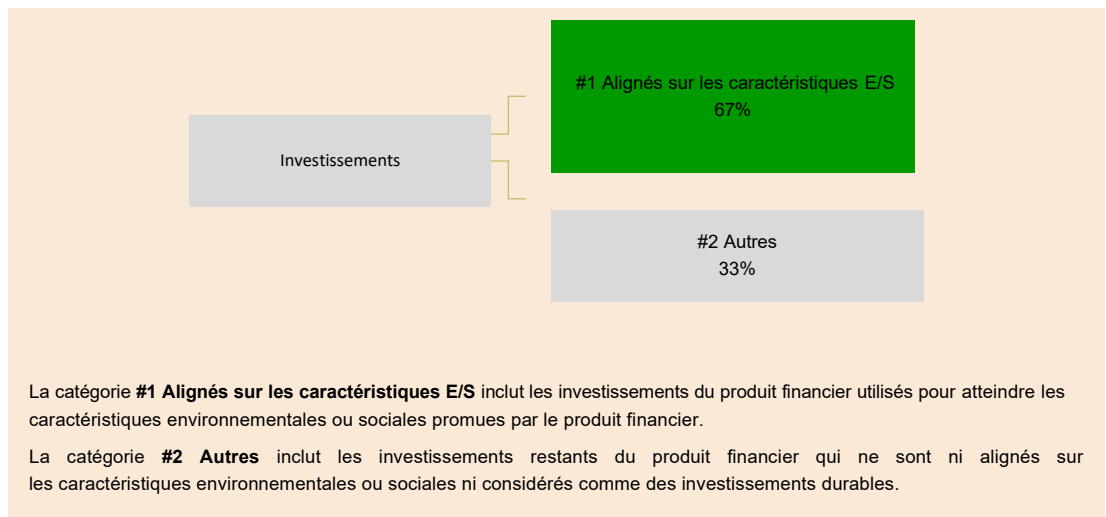 #1 Alignés sur les caractéristiques E/S
67%
Investissements
#2 Autres
33%
La catégorie #1 Alignés sur les caractéristiques E/S inclut les investissements du produit financier utilisés pour atteindre les
caractéristiques environnementales ou sociales promues par le produit financier.
La catégorie #2 Autres inclut les investissements restants du produit financier qui ne sont ni alignés sur
les caractéristiques environnementales ou sociales ni considérés comme des investissements durables.